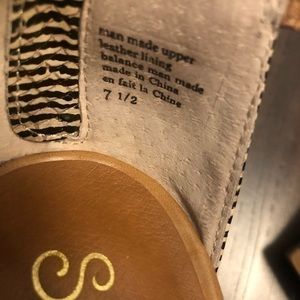 man made upper
leather lining
balance man made
made in China
en fait la Chine
7 1/2
S